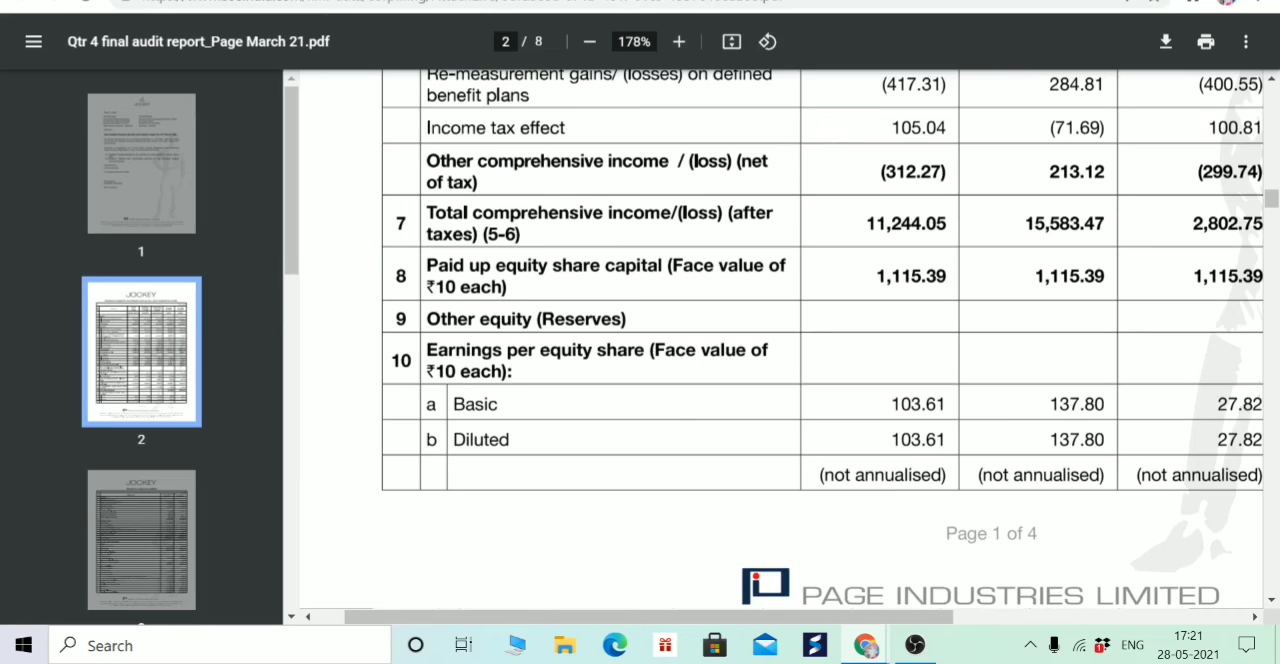 Qtr 4 final audit report_Page March 21.pdf
2 / 8
178%
Re-measurement gains/ (losses) on defined
benefit plans
(417.31) 284.81 (400.55)
Income tax effect 105.04 (71.69) 100.81
Other comprehensive income / (loss) (net
of tax)
(312.27) 213.12 (299.74)
7 Total comprehensive income/(loss) (after
taxes) (5-6)
11,244.05 15,583.47 2,802.75
8 Paid up equity share capital (Face value of
₹10 each)
1,115.39 1,115.39 1,115.39
9 Other equity (Reserves)
10 Earnings per equity share (Face value of
₹10 each):
a Basic 103.61 137.80 27.82
b Diluted 103.61 137.80 27.82
(not annualised) (not annualised) (not annualised)
Page 1 of 4
PAGE INDUSTRIES LIMITED
JOCKEY
1
JOCKEY
2
JOCKEY
Search
ENG
17:21
28-05-2021